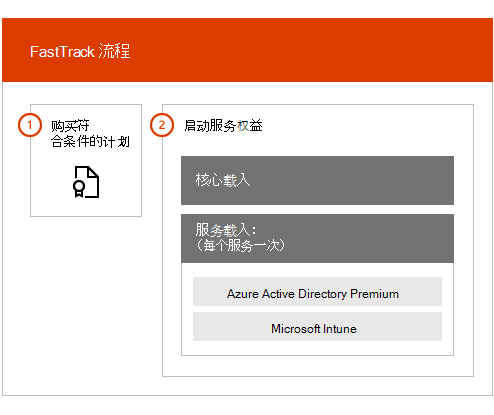 FastTrack 流程
1
购买符
合条件的计划
2
启动服务权益
核心载入
服务载入：
（每个服务一次）
Azure Active Directory Premium
Microsoft Intune